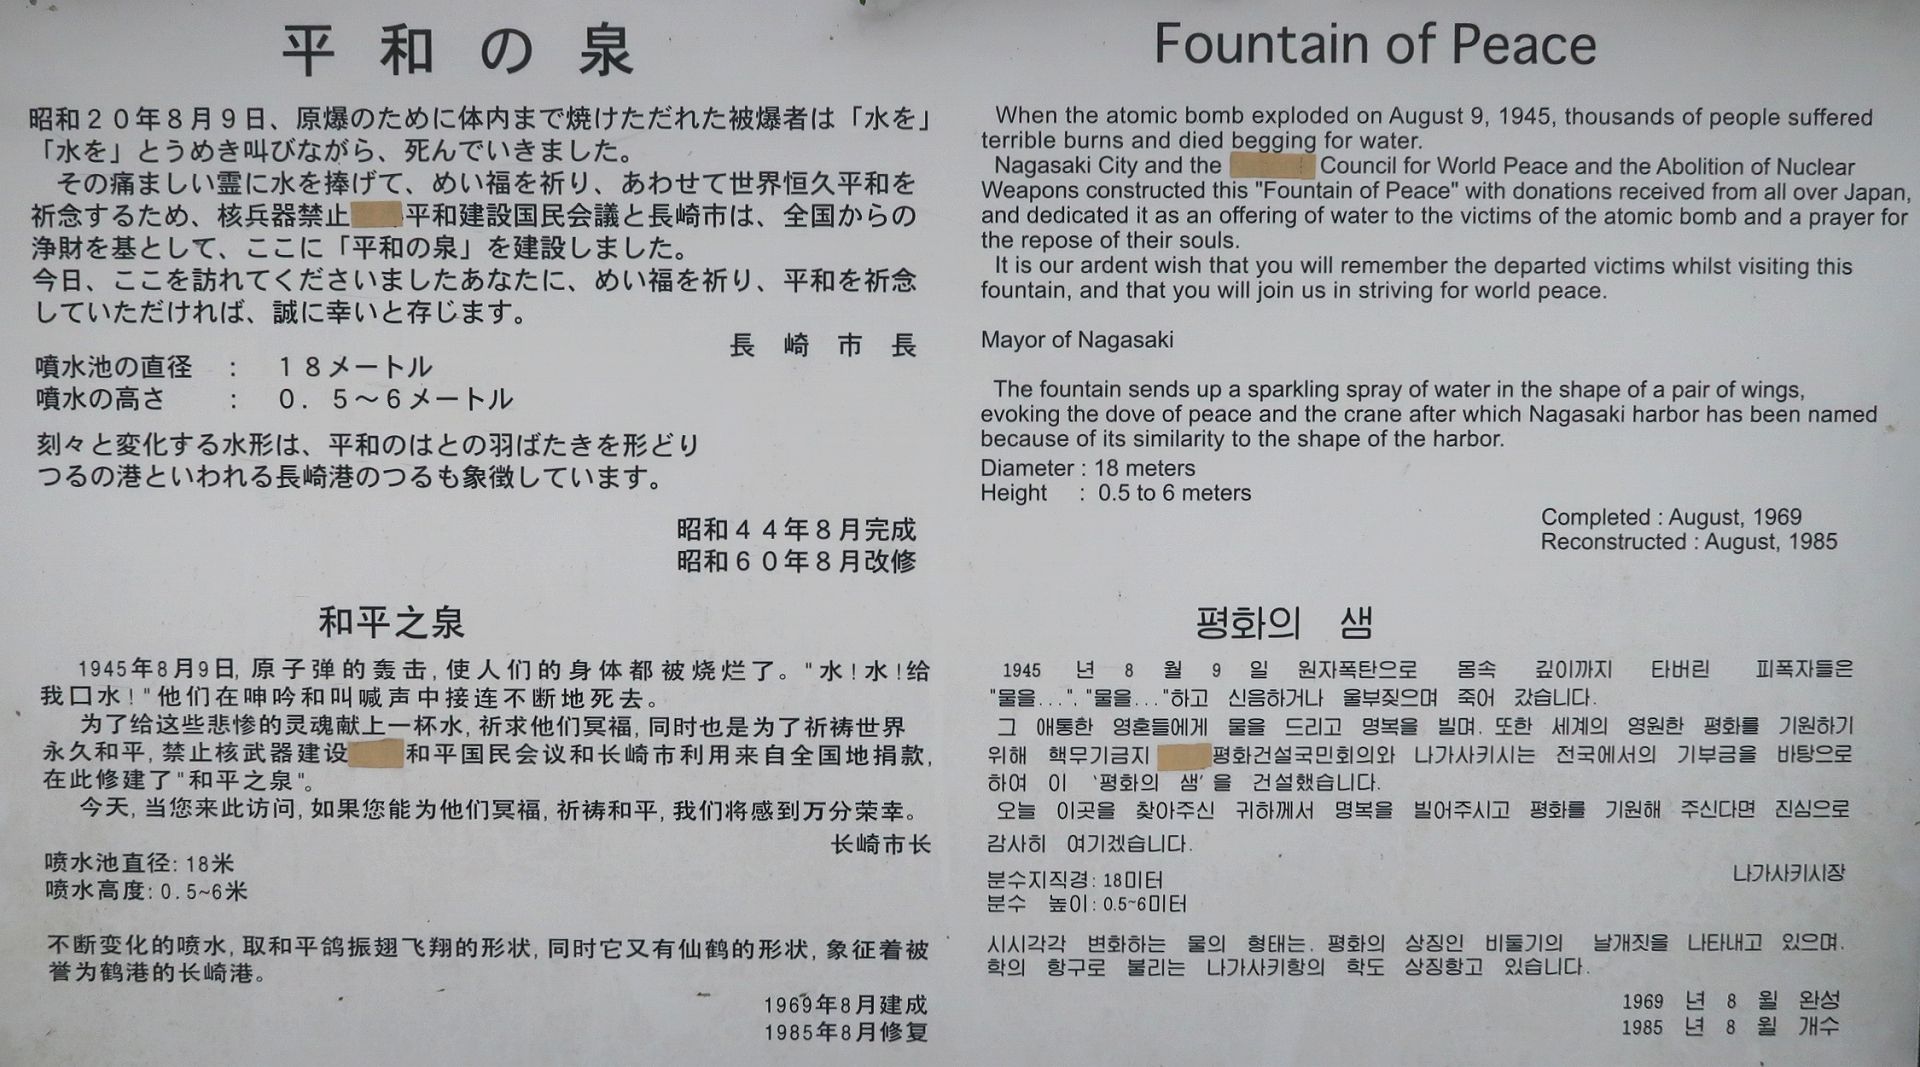 平和の泉
昭和２０年８月９日、原爆のために体内まで焼けただれた被爆者は「水を」
「水を」とうめき叫びながら、死んでいきました。
その痛ましい霊に水を捧げて、めい福を祈り、あわせて世界恒久平和を
祈念するため、核兵器禁止平和建設国民会議と長崎市は、全国からの
浄財を基として、ここに「平和の泉」を建設しました。
今日、ここを訪れてくださいましたあなたに、めい福を祈り、平和を祈念
していただければ、誠に幸いと存じます。
長崎市長
噴水池の直径　：　１８メートル
噴水の高さ　：　０．５～６メートル
刻々と変化する水形は、平和のはとの羽ばたきを形どり
つるの港といわれる長崎港のつるも象徴しています。
昭和４４年８月完成
昭和６０年８月改修
Fountain of Peace
When the atomic bomb exploded on August 9, 1945, thousands of people suffered
terrible burns and died begging for water.
Nagasaki City and the Council for World Peace and the Abolition of Nuclear
Weapons constructed this "Fountain of Peace" with donations received from all over Japan,
and dedicated it as an offering of water to the victims of the atomic bomb and a prayer for
the repose of their souls.
It is our ardent wish that you will remember the departed victims whilst visiting this
fountain, and that you will join us in striving for world peace.
Mayor of Nagasaki
The fountain sends up a sparkling spray of water in the shape of a pair of wings,
evoking the dove of peace and the crane after which Nagasaki harbor has been named
because of its similarity to the shape of the harbor.
Diameter : 18 meters
Height : 0.5 to 6 meters
Completed : August, 1969
Reconstructed : August, 1985
和平之泉
1945年8月9日,原子弹的轰击,使人们的身体都被烧烂了。"水!水!给
我口水!"他们在呻吟和叫喊声中接连不断地死去。
为了给这些悲惨的灵魂献上一杯水,祈求他们冥福,同时也是为了祈祷世界
永久和平,禁止核武器建设和平国民会议和长崎市利用来自全国地捐款,
在此修建了"和平之泉"。
今天,当您来此访问,如果您能为他们冥福,祈祷和平,我们将感到万分荣幸。
长崎市长
喷水池直径:18米
喷水高度:0.5~6米
不断变化的喷水,取和平鸽振翅飞翔的形状,同时它又有仙鹤的形状,象征着被
誉为鹤港的长崎港。
1969年8月建成
1985年8月修复
평화의 샘
1945 년 8 월 9 일 원자폭탄으로 몸속 깊이까지 타버린 피폭자들은
"물을...". "물을..."하고 신음하거나 울부짖으며 죽어 갔습니다.
그 애통한 영혼들에게 물을 드리고 명복을 빌며. 또한 세계의 영원한 평화를 기원하기
위해 핵무기금지 평화건설국민회의와 나가사키시는 전국에서의 기부금을 바탕으로
하여 이 '평화의 샘'을 건설했습니다.
오늘 이곳을 찾아주신 귀하께서 명복을 빌어주시고 평화를 기원해 주신다면 진심으로
감사히 여기겠습니다.
나가사키시장
분수지직경: 18미터
분수 높이: 0.5~6미터
시시각각 변화하는 물의 형태는. 평화의 상징인 비둘기의 날개짓을 나타내고 있으며.
학의 항구로 불리는 나가사키항의 학도 상징항고 있습니다.
1969 년 8 월 완성
1985 년 8 월 개수